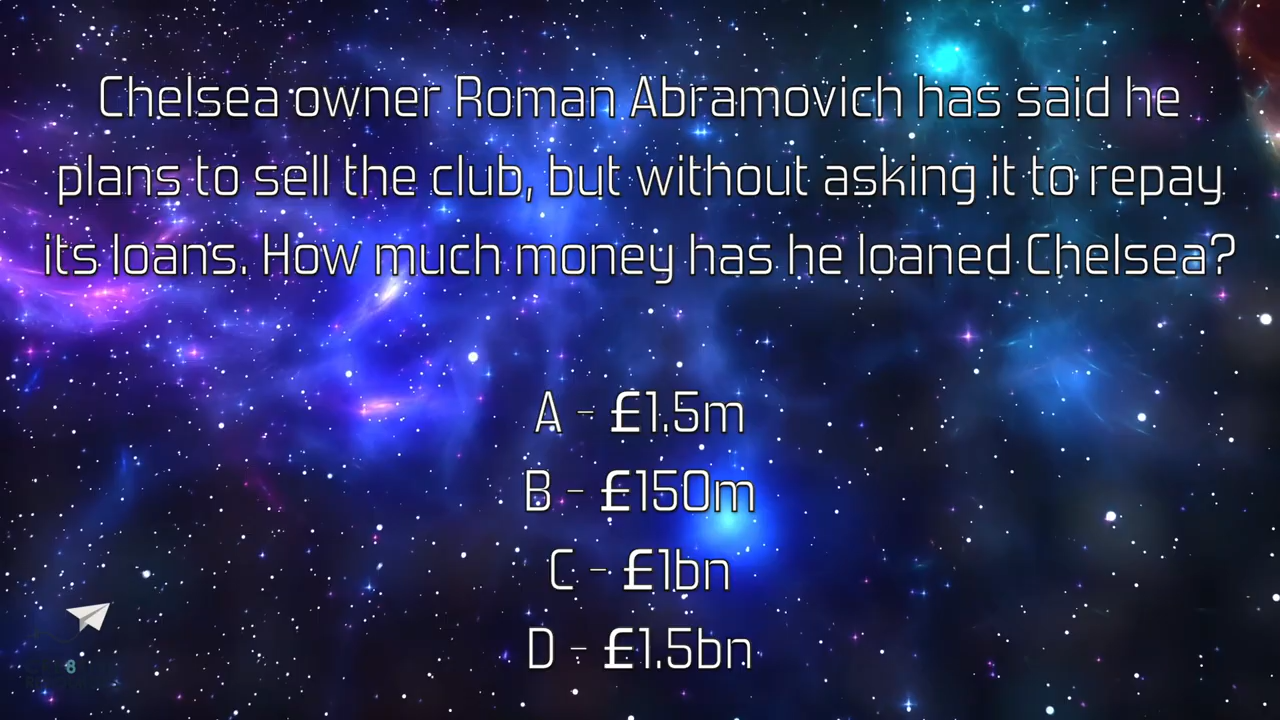 Chelsea owner Roman Abramovich has said he
plans to sell the club, but without asking it to repay
its loans. How much money has he loaned Chelsea?
A - £1.5m
B - £150m
C - £1bn
D - £1.5bn